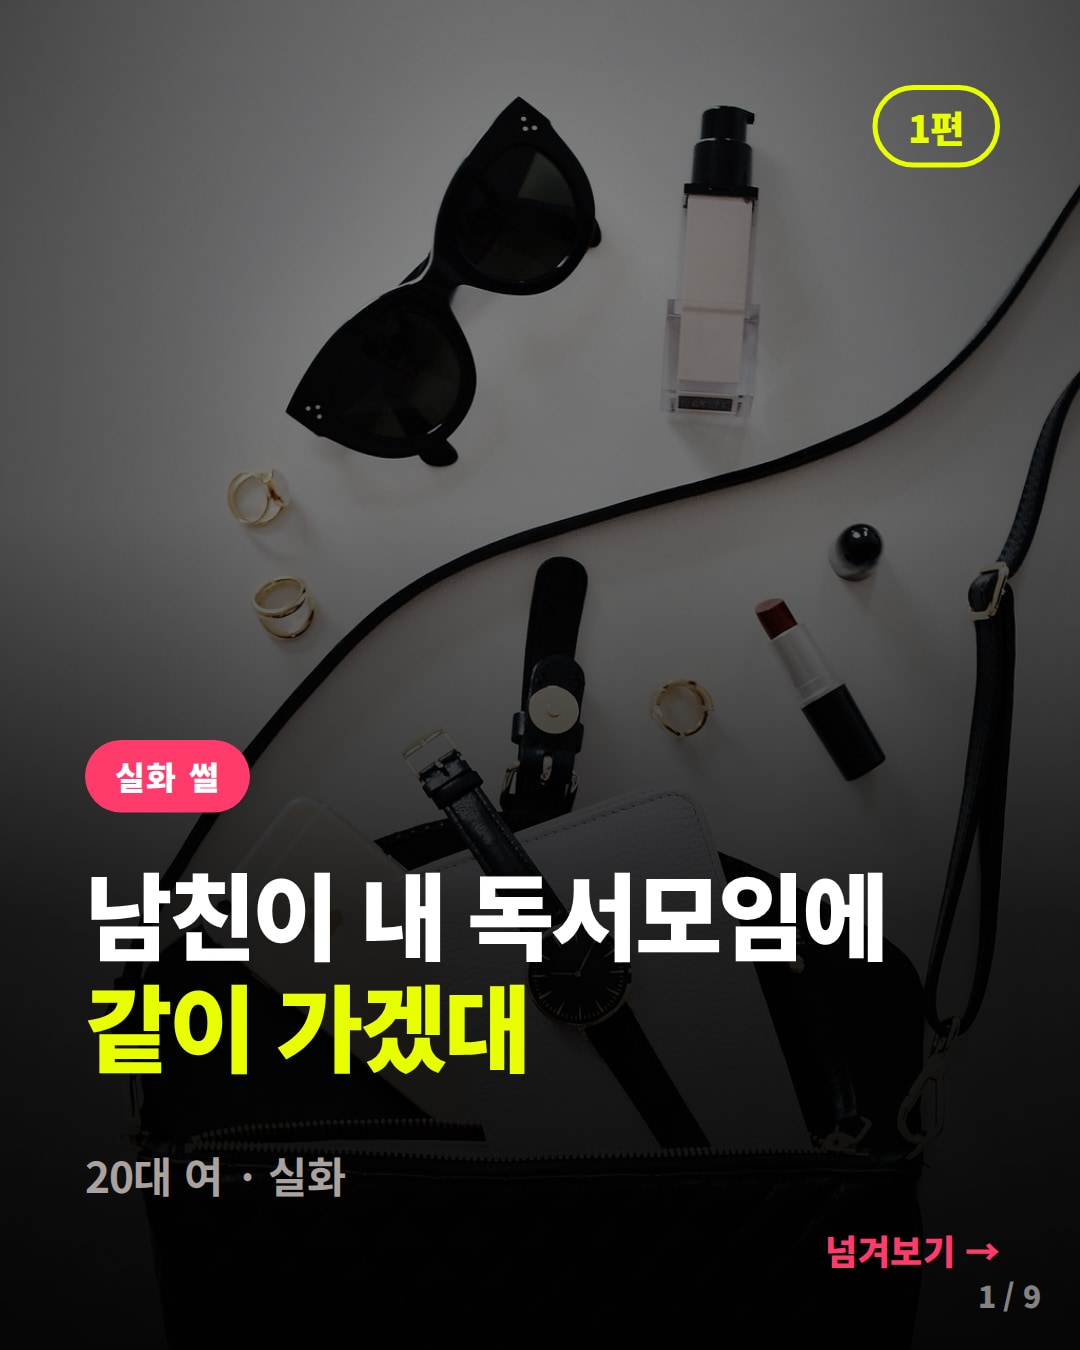 1편
실화 썰
남친이 내 독서모임에
같이 가겠대
20대 여 · 실화
넘겨보기 →
1 / 9